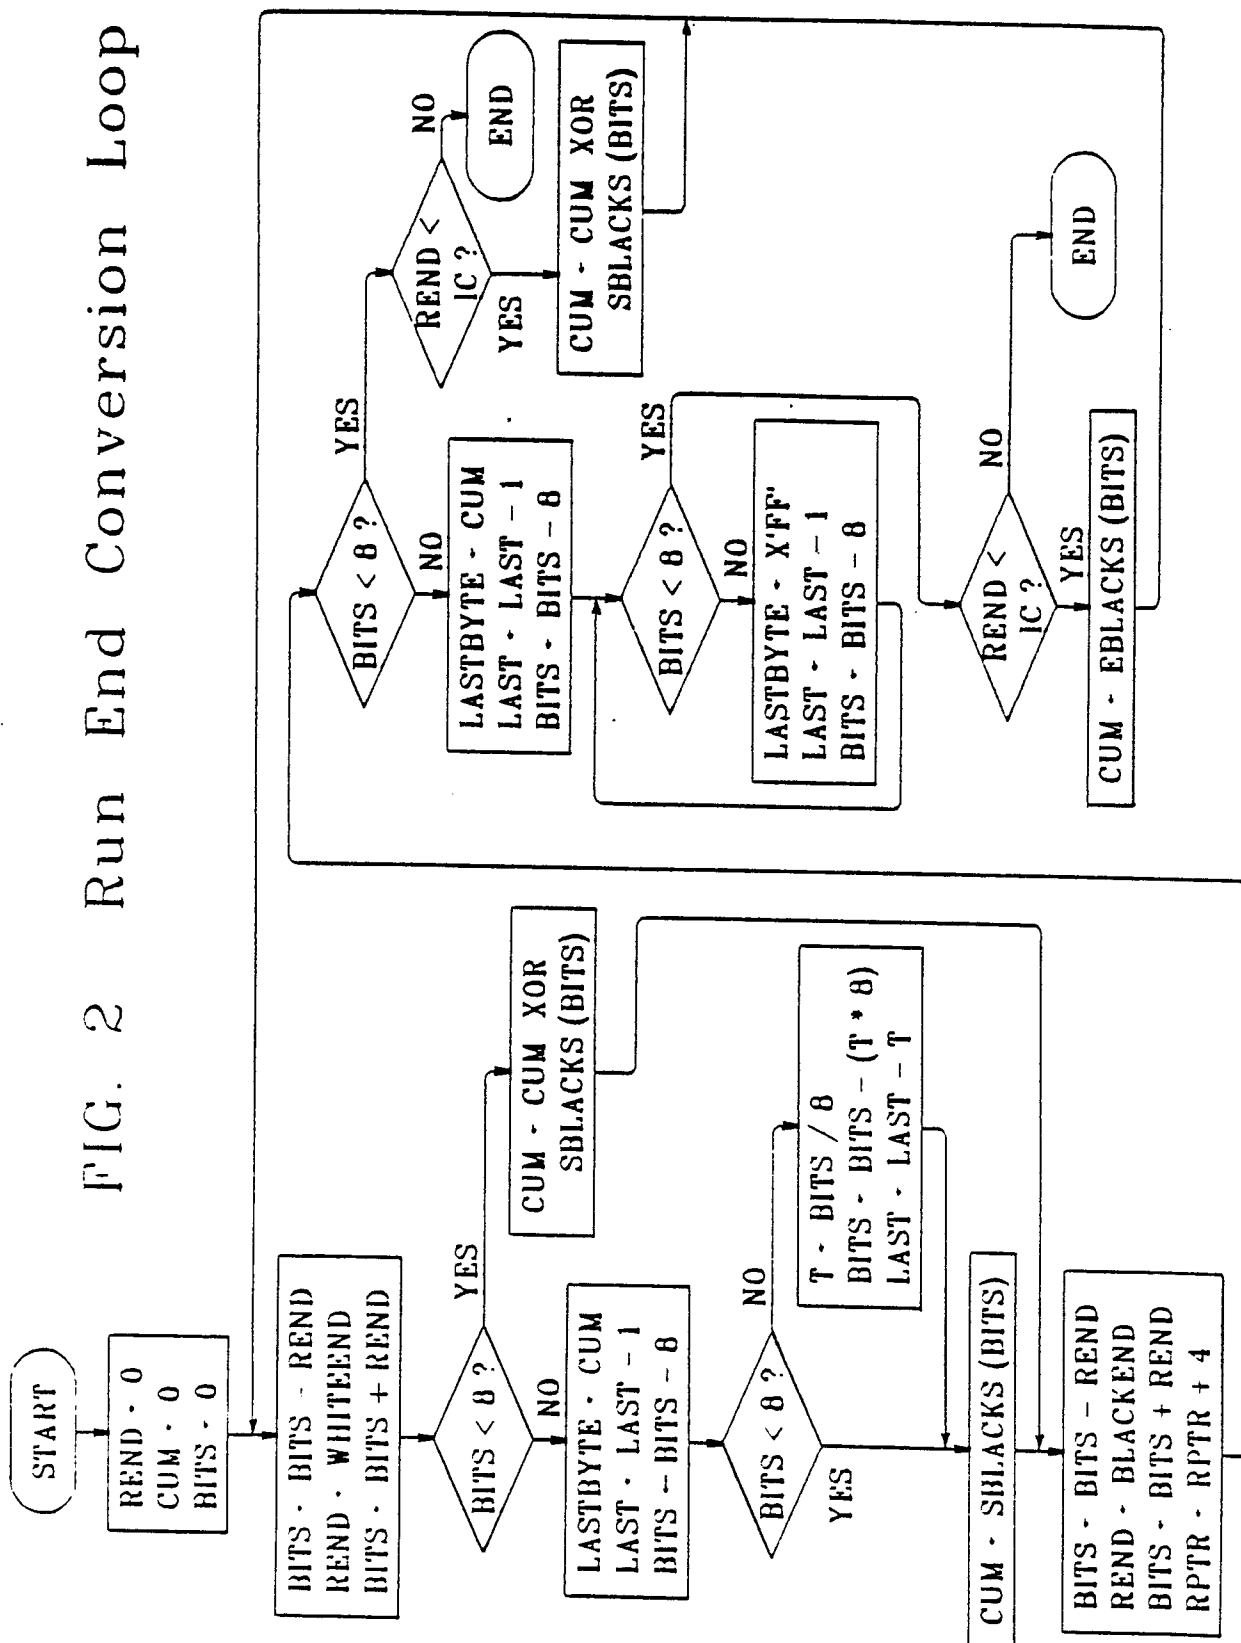 FIG. 2 Run End Conversion Loop
START
REND - 0
CUM - 0
BITS - 0
BITS - BITS - REND
REND - WHITEEND
BITS - BITS + REND
BITS < 8 ?
YES
NO
CUM - CUM XOR
SBLACKS (BITS)
LASTBYTE - CUM
LAST - LAST - 1
BITS - BITS - 8
BITS < 8 ?
NO
YES
T - BITS / 8
BITS - BITS - (T * 8)
LAST - LAST - T
CUM - SBLACKS (BITS)
BITS - BITS - REND
REND - BLACKEND
BITS - BITS + REND
RPTR - RPTR + 4
BITS < 8 ?
YES
NO
REND <
IC ?
NO
END
YES
CUM - CUM XOR
SBLACKS (BITS)
LASTBYTE - CUM
LAST - LAST - 1
BITS - BITS - 8
BITS < 8 ?
YES
NO
LASTBYTE - X'FF'
LAST - LAST - 1
BITS - BITS - 8
REND <
IC ?
NO
END
YES
CUM - EBLACKS (BITS)